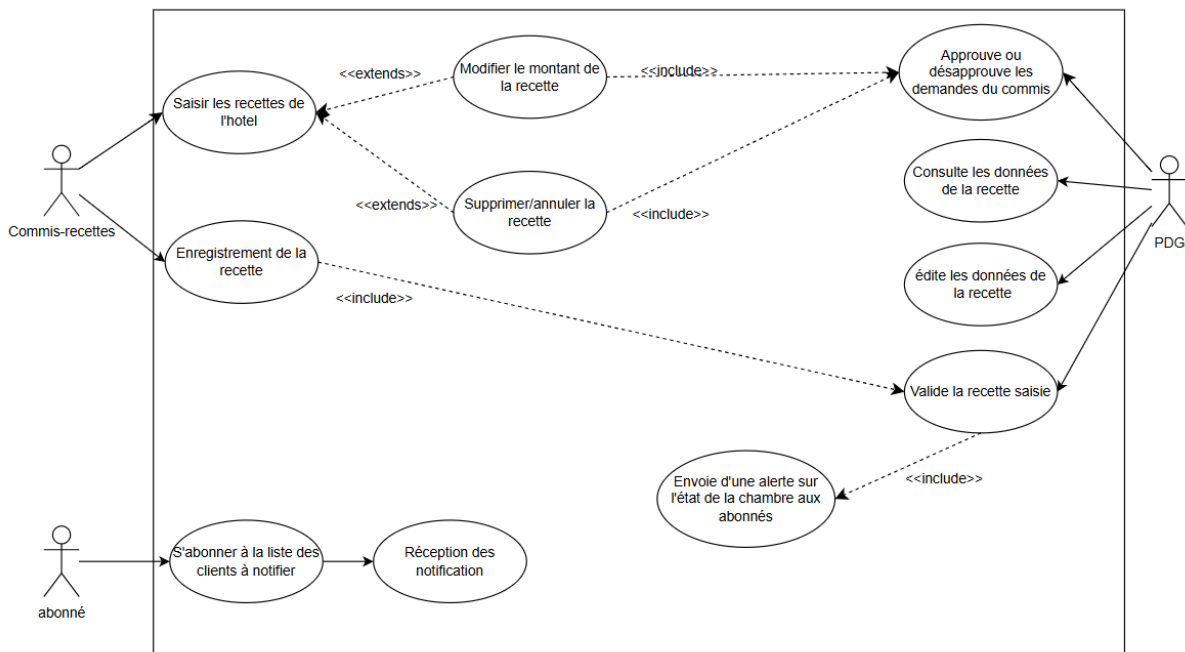 Approuve ou
désapprouve les
demandes du commis
Modifier le montant de
la recette
<<extends>>
<<include>>
Saisir les recettes de
l'hotel
Consulte les données
de la recette
Supprimer/annuler la
recette
<<extends>>
<<include>>
Commis-recettes
PDG
Enregistrement de la
recette
édite les données de
la recette
<<include>>
Valide la recette saisie
<<include>>
Envoie d'une alerte sur
l'état de la chambre aux
abonnés
S'abonner à la liste des
clients à notifier
Réception des
notification
abonné